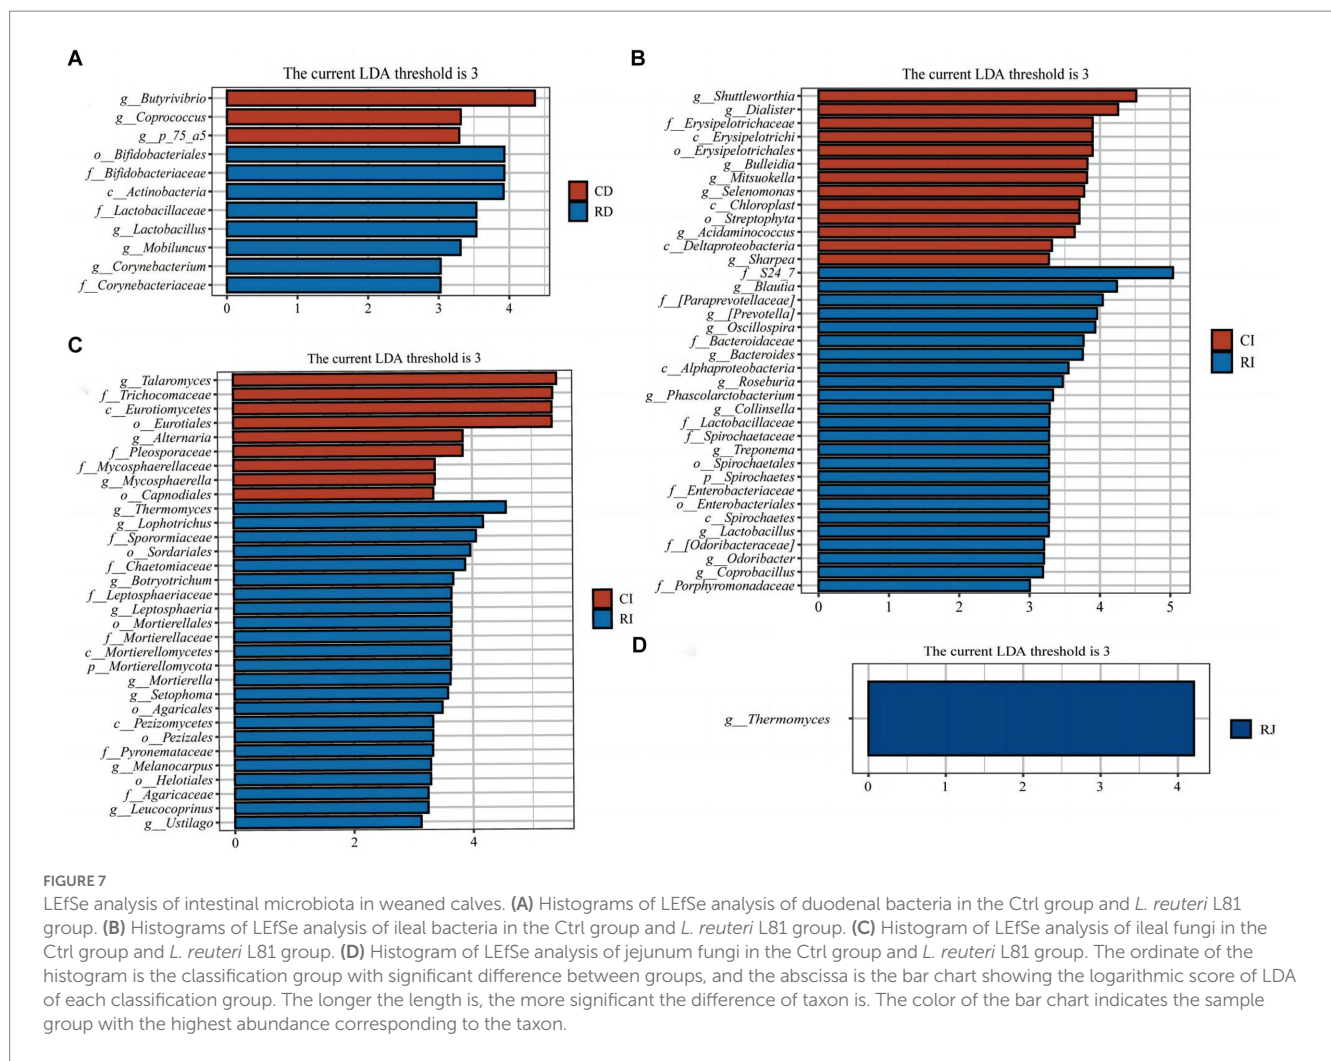 A
The current LDA threshold is 3
g__Butyrivibrio
g__Coprococcus
g__p_75_a5
o__Bifidobacteriales
f__Bifidobacteriaceae
c__Actinobacteria
f__Lactobacillaceae
g__Lactobacillus
g__Mobiluncus
g__Corynebacterium
f__Corynebacteriaceae
0 1 2 3 4
CD
RD
B
The current LDA threshold is 3
g__Shuttleworthia
g__Dialister
f__Erysipelotrichaceae
c__Erysipelotrichi
o__Erysipelotrichales
g__Bulleidia
g__Mitsuokella
g__Selenomonas
c__Chloroplast
o__Streptophyta
g__Acidaminococcus
c__Deltaproteobacteria
g__Sharpea
f__S24_7
g__Blautia
f__[Paraprevotellaceae]
g__[Prevotella]
g__Oscillospira
f__Bacteroidaceae
g__Bacteroides
c__Alphaproteobacteria
g__Roseburia
g__Phascolarctobacterium
g__Collinsella
f__Lactobacillaceae
f__Spirochaetaceae
g__Treponema
o__Spirochaetales
p__Spirochaetes
f__Enterobacteriaceae
o__Enterobacteriales
c__Spirochaetes
g__Lactobacillus
f__[Odoribacteraceae]
g__Odoribacter
g__Coprobacillus
f__Porphyromonadaceae
0 1 2 3 4 5
CI
RI
C
The current LDA threshold is 3
g__Talaromyces
f__Trichocomaceae
c__Eurotiomycetes
o__Eurotiales
g__Alternaria
f__Pleosporaceae
f__Mycosphaerellaceae
g__Mycosphaerella
o__Capnodiales
g__Thermomyces
g__Lophotrichus
f__Sporormiaceae
o__Sordariales
f__Chaetomiaceae
g__Botryotrichum
f__Leptosphaeriaceae
g__Leptosphaeria
o__Mortierellales
f__Mortierellaceae
c__Mortierellomycetes
p__Mortierellomycota
g__Mortierella
g__Setophoma
o__Agaricales
c__Pezizomycetes
o__Pezizales
f__Pyronemataceae
g__Melanocarpus
o__Helotiales
f__Agaricaceae
g__Leucocoprinus
g__Ustilago
0 2 4
CI
RI
D
The current LDA threshold is 3
g__Thermomyces
0 1 2 3 4
RJ
FIGURE 7
LEfSe analysis of intestinal microbiota in weaned calves. (A) Histograms of LEfSe analysis of duodenal bacteria in the Ctrl group and L. reuteri L81
group. (B) Histograms of LEfSe analysis of ileal bacteria in the Ctrl group and L. reuteri L81 group. (C) Histogram of LEfSe analysis of ileal fungi in the
Ctrl group and L. reuteri L81 group. (D) Histogram of LEfSe analysis of jejunum fungi in the Ctrl group and L. reuteri L81 group. The ordinate of the
histogram is the classification group with significant difference between groups, and the abscissa is the bar chart showing the logarithmic score of LDA
of each classification group. The longer the length is, the more significant the difference of taxon is. The color of the bar chart indicates the sample
group with the highest abundance corresponding to the taxon.